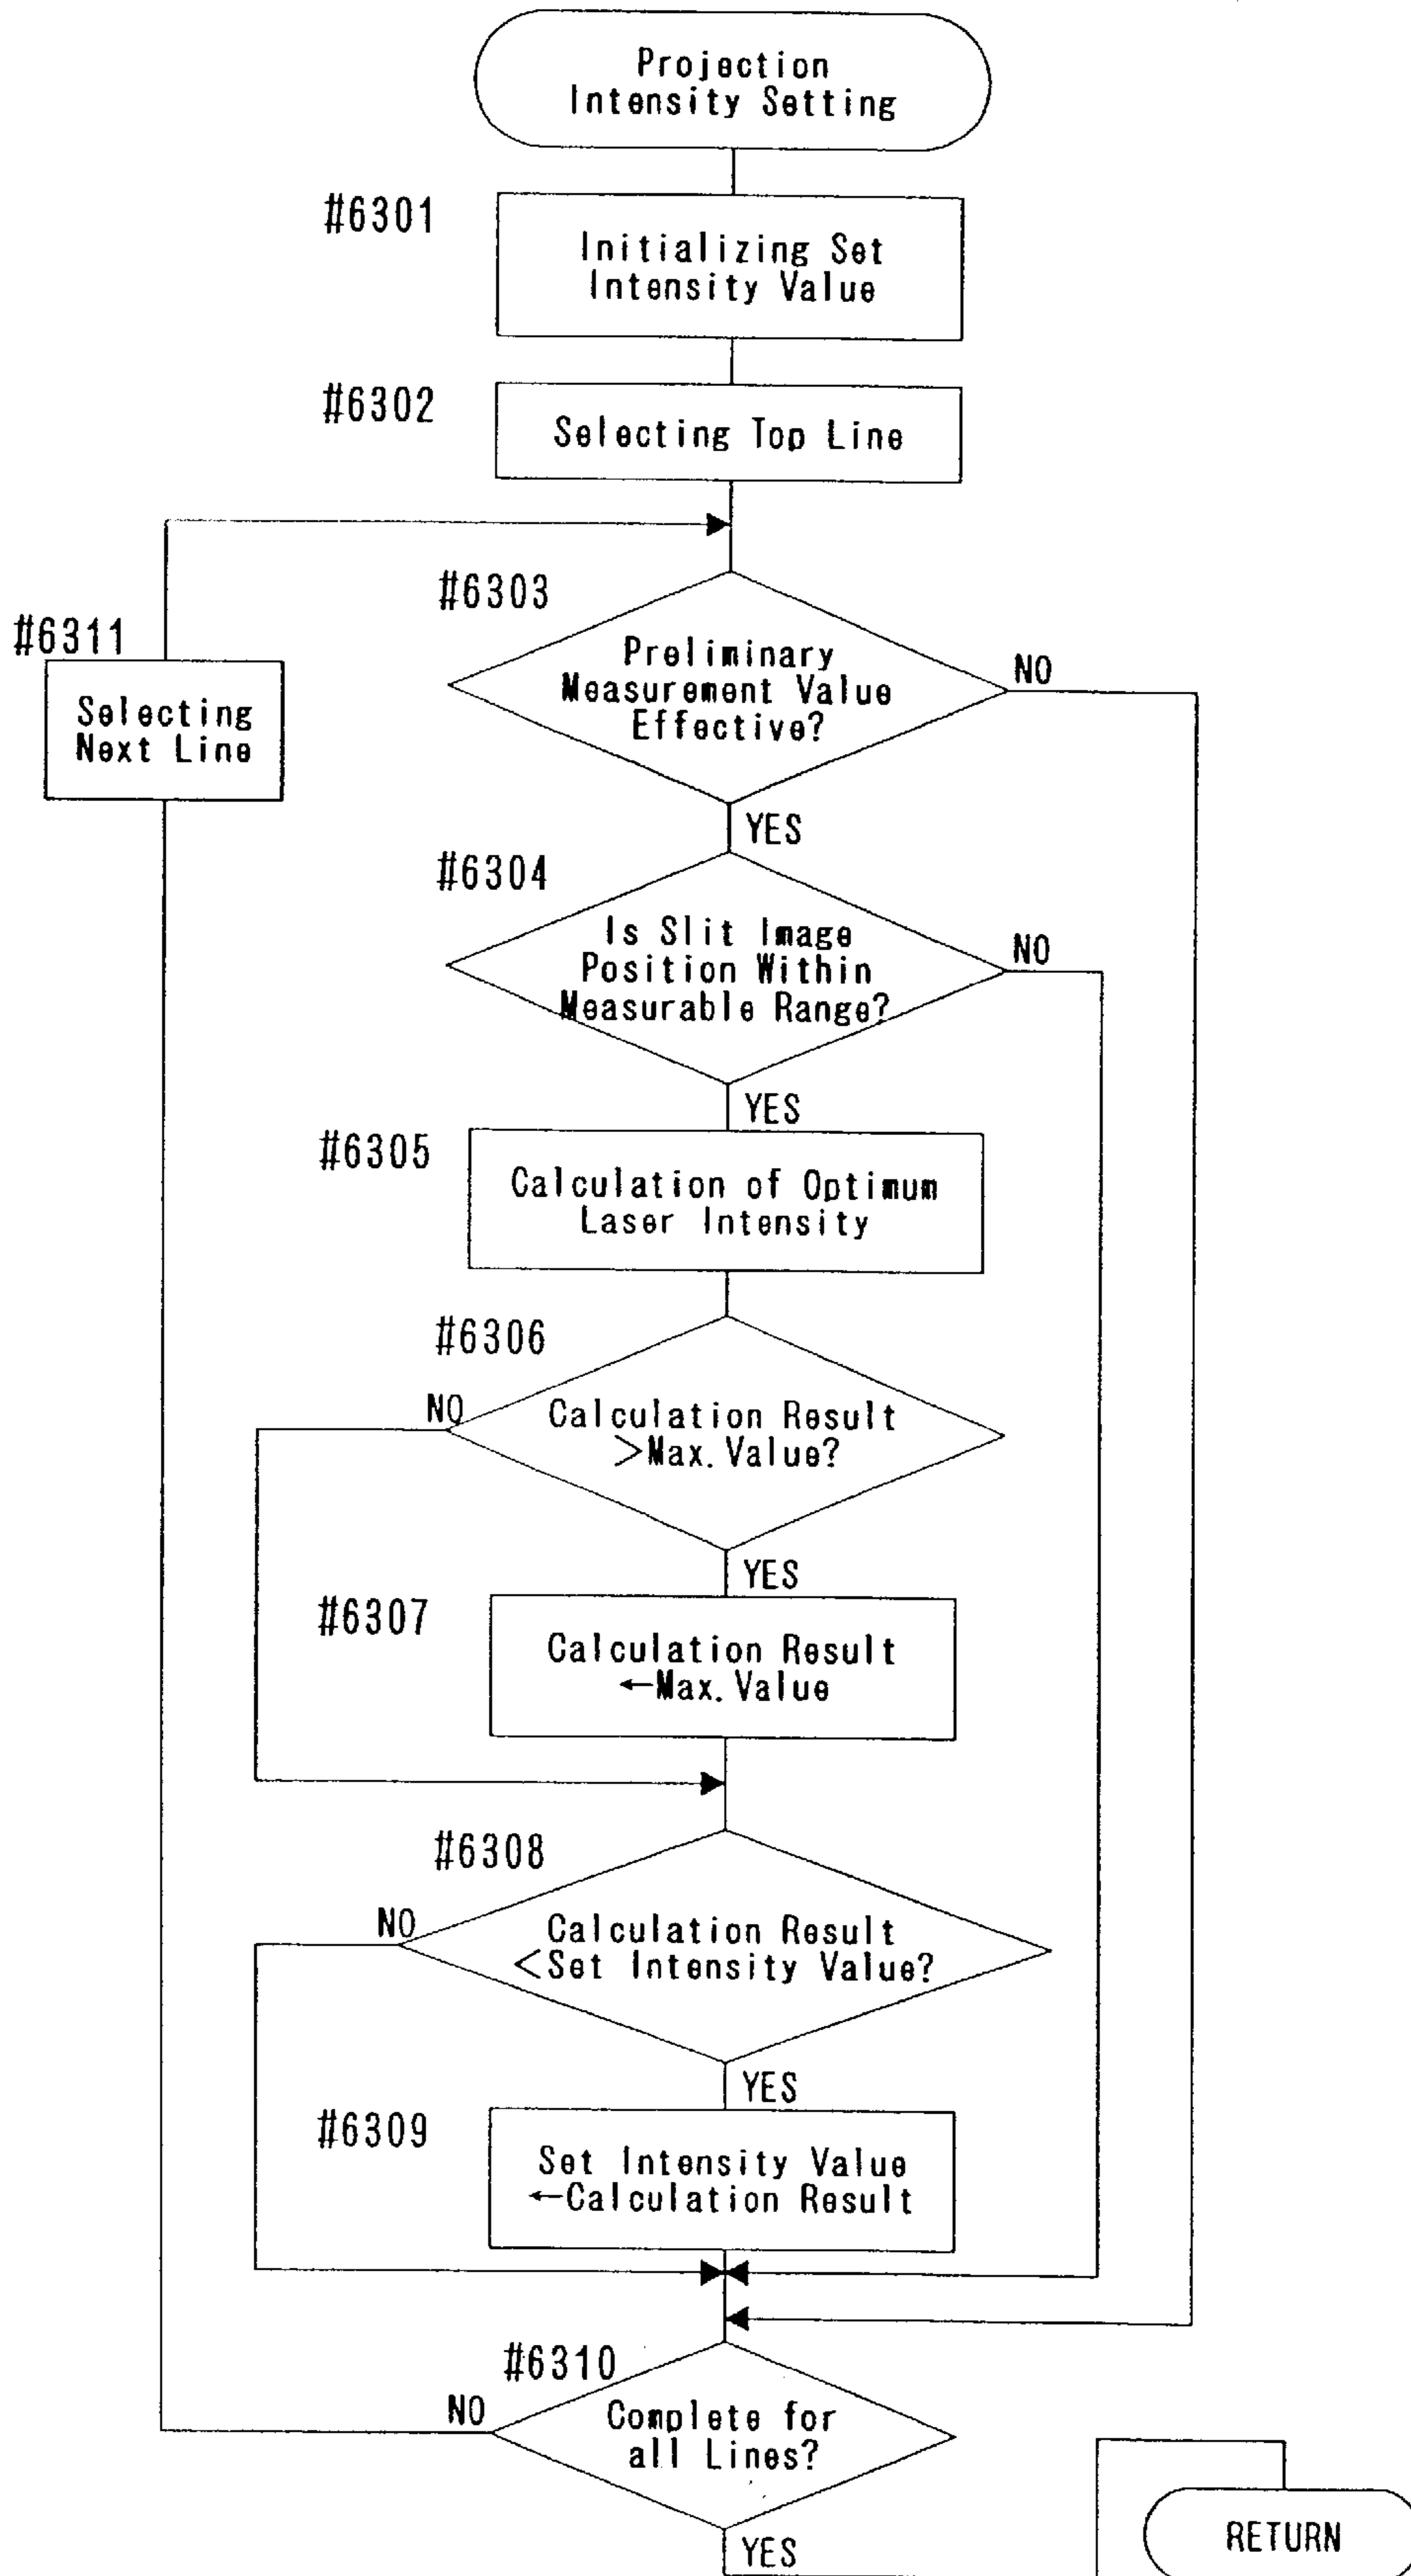 Projection
Intensity Setting
#6301
Initializing Set
Intensity Value
#6302
Selecting Top Line
#6303
Preliminary
Measurement Value
Effective?
NO
#6311
Selecting
Next Line
YES
#6304
Is Slit Image
Position Within
Measurable Range?
NO
YES
#6305
Calculation of Optimum
Laser Intensity
#6306
NO
Calculation Result
>Max. Value?
YES
#6307
Calculation Result
←Max. Value
#6308
NO
Calculation Result
<Set Intensity Value?
YES
#6309
Set Intensity Value
←Calculation Result
#6310
NO
Complete for
all Lines?
YES
RETURN